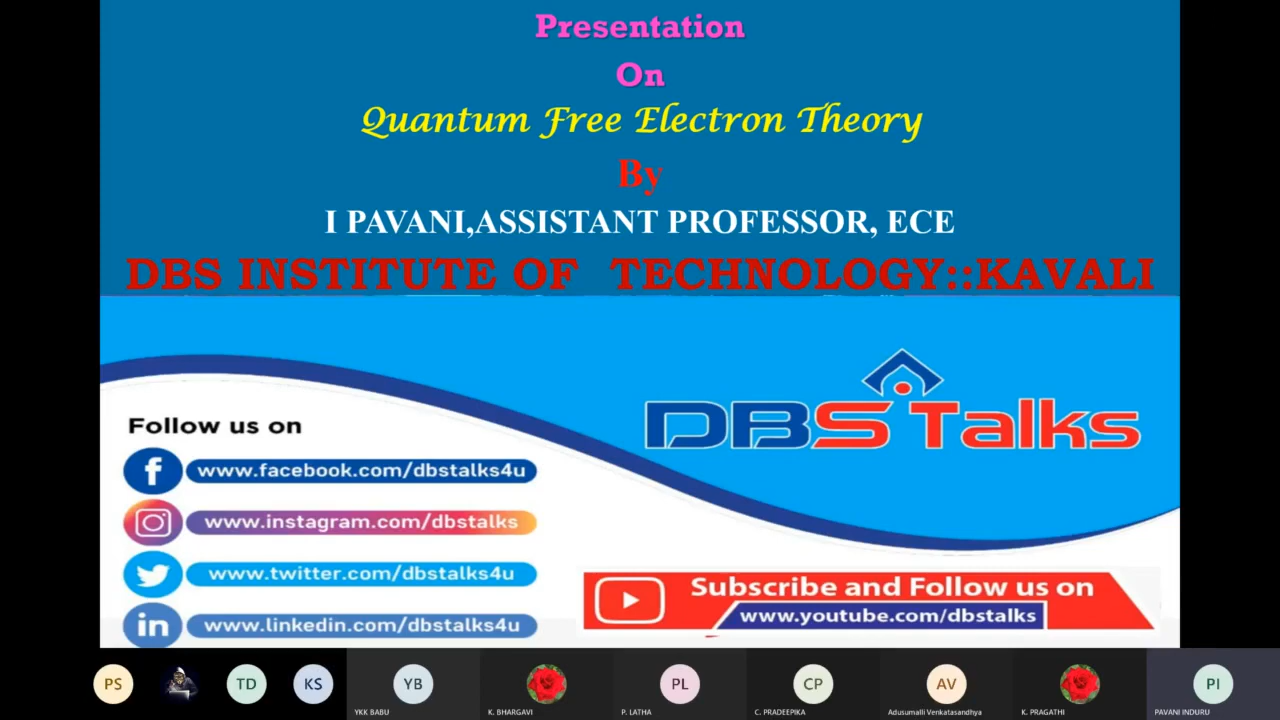 Presentation
On
Quantum Free Electron Theory
By
I PAVANI,ASSISTANT PROFESSOR, ECE
DBS INSTITUTE OF TECHNOLOGY::KAVALI
DBS Talks
Follow us on
f www.facebook.com/dbstalks4u
www.instagram.com/dbstalks
www.twitter.com/dbstalks4u
in www.linkedin.com/dbstalks4u
Subscribe and Follow us on
www.youtube.com/dbstalks
PS TD KS YB PL CP AV PI
YKK BABU K. BHARGAVI P. LATHA C. PRADEEPIKA Adusumalli Venkatasandhya K. PRAGATHI PAVANI INDURU